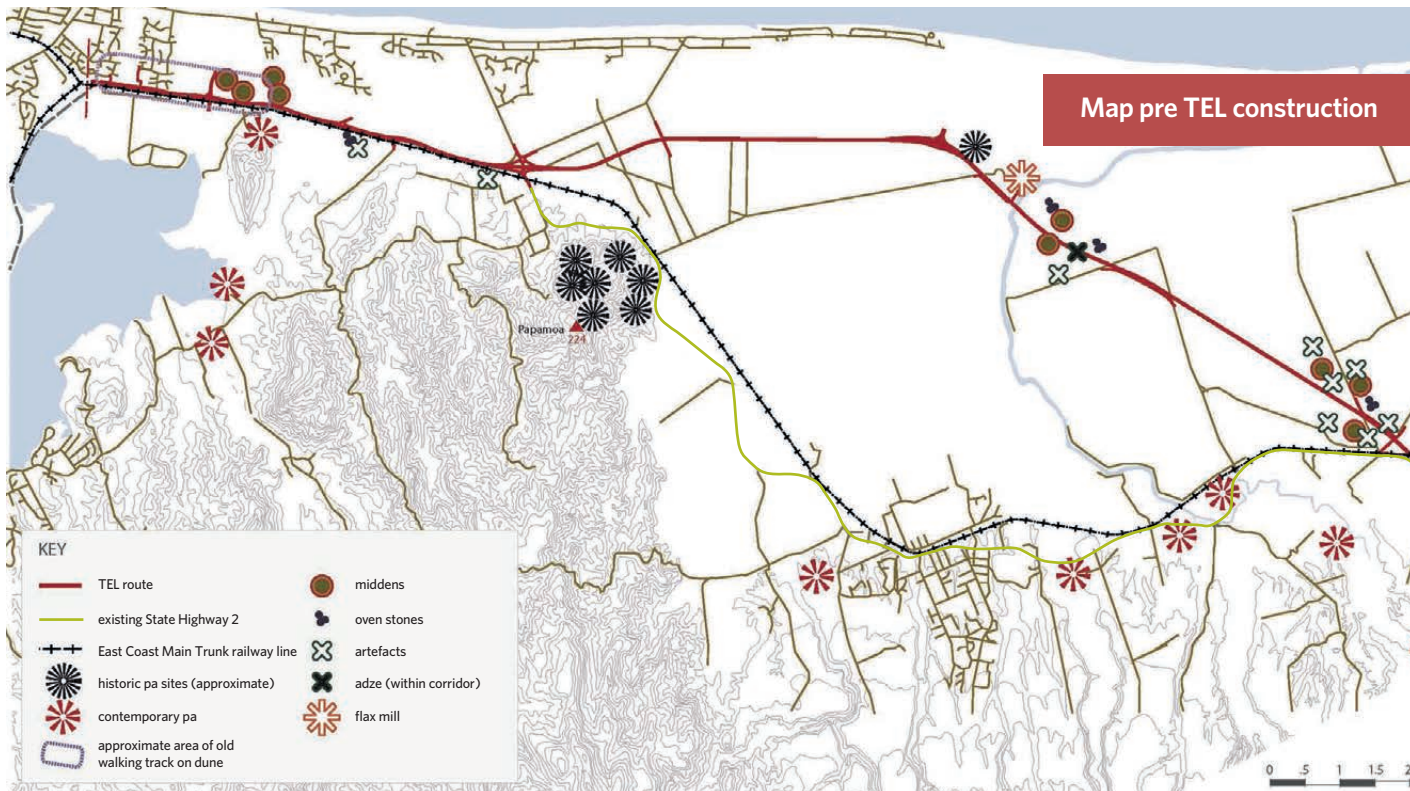 Map pre TEL construction
Papamoa
224
KEY
TEL route
existing State Highway 2
East Coast Main Trunk railway line
historic pa sites (approximate)
contemporary pa
approximate area of old
walking track on dune
middens
oven stones
artefacts
adze (within corridor)
flax mill
0 .5 1 1.5 2